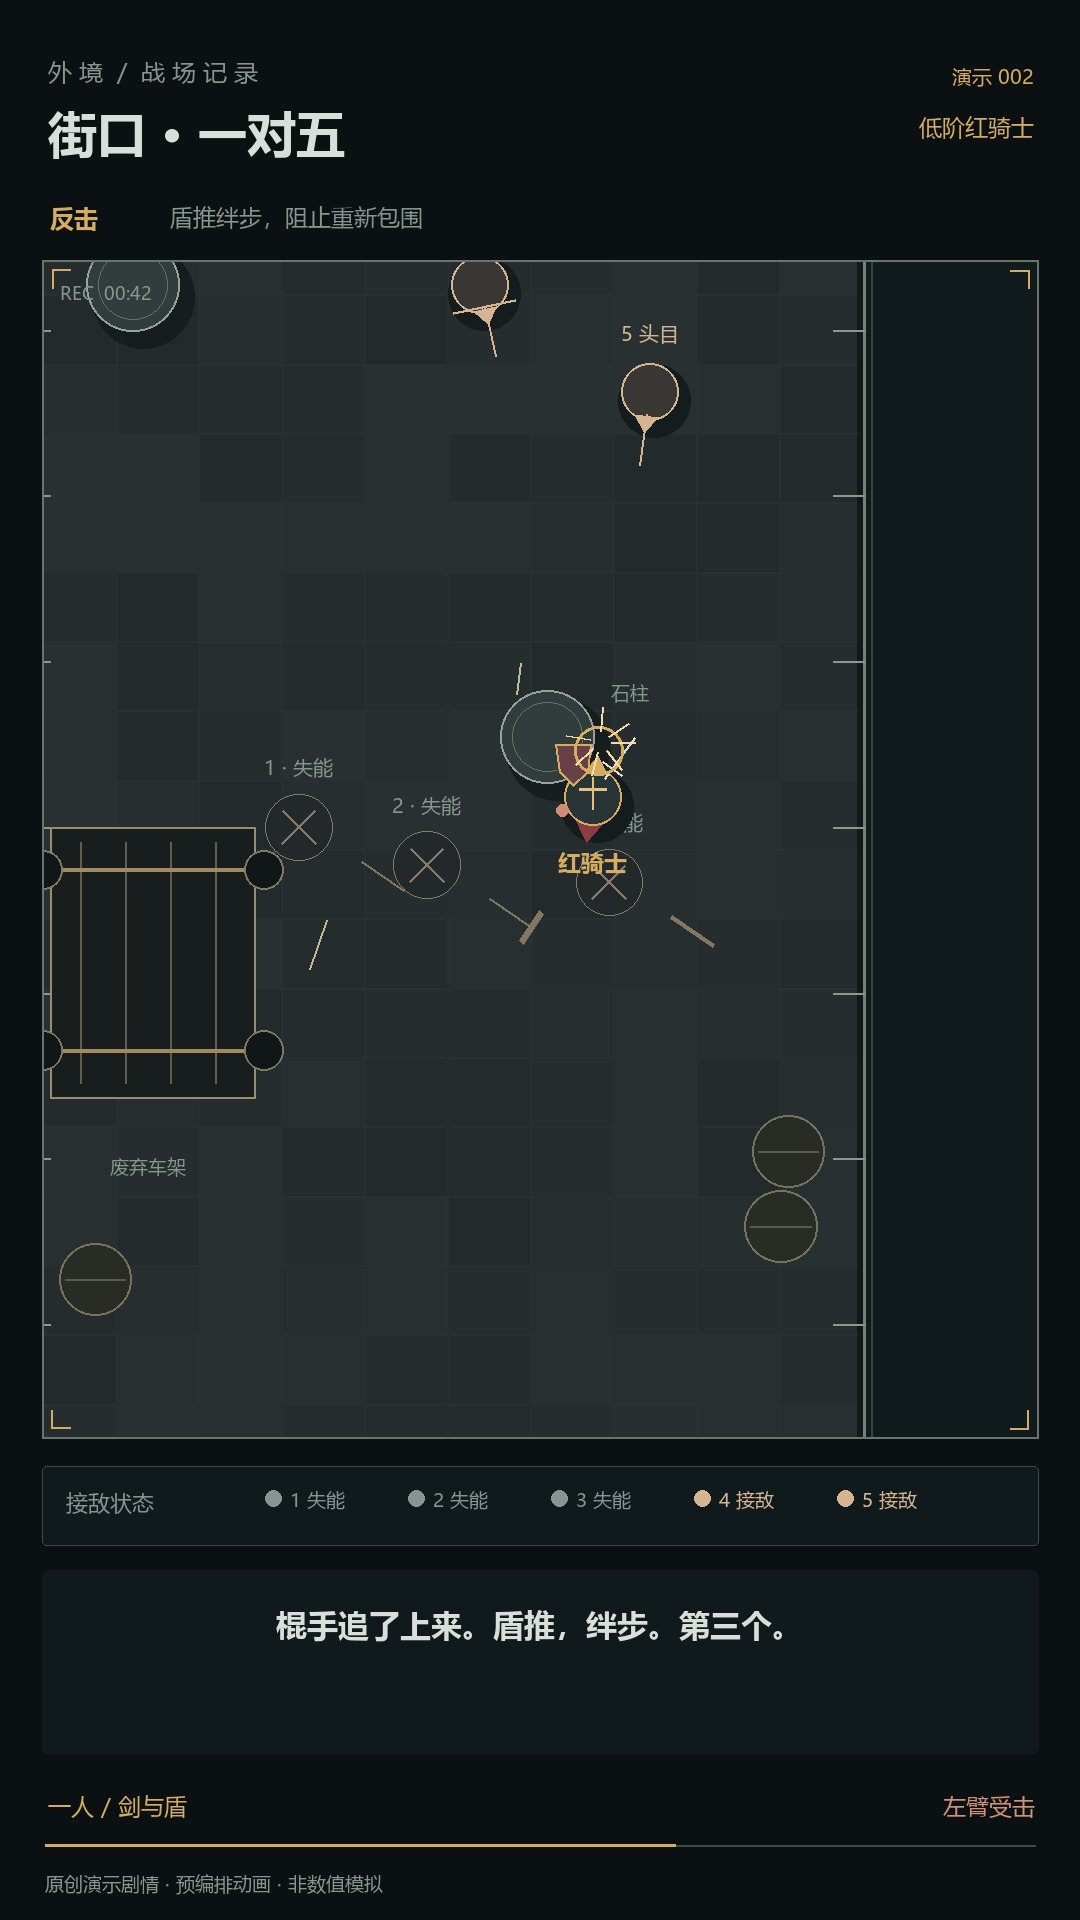 外境 / 战场记录
演示 002
街口·一对五
低阶红骑士
反击 盾推绊步，阻止重新包围
REC 00:42
5 头目
石柱
1 · 失能
2 · 失能
能
红骑士
废弃车架
接敌状态 1 失能 2 失能 3 失能 4 接敌 5 接敌
棍手追了上来。盾推，绊步。第三个。
一人 / 剑与盾
左臂受击
原创演示剧情 · 预编排动画 · 非数值模拟